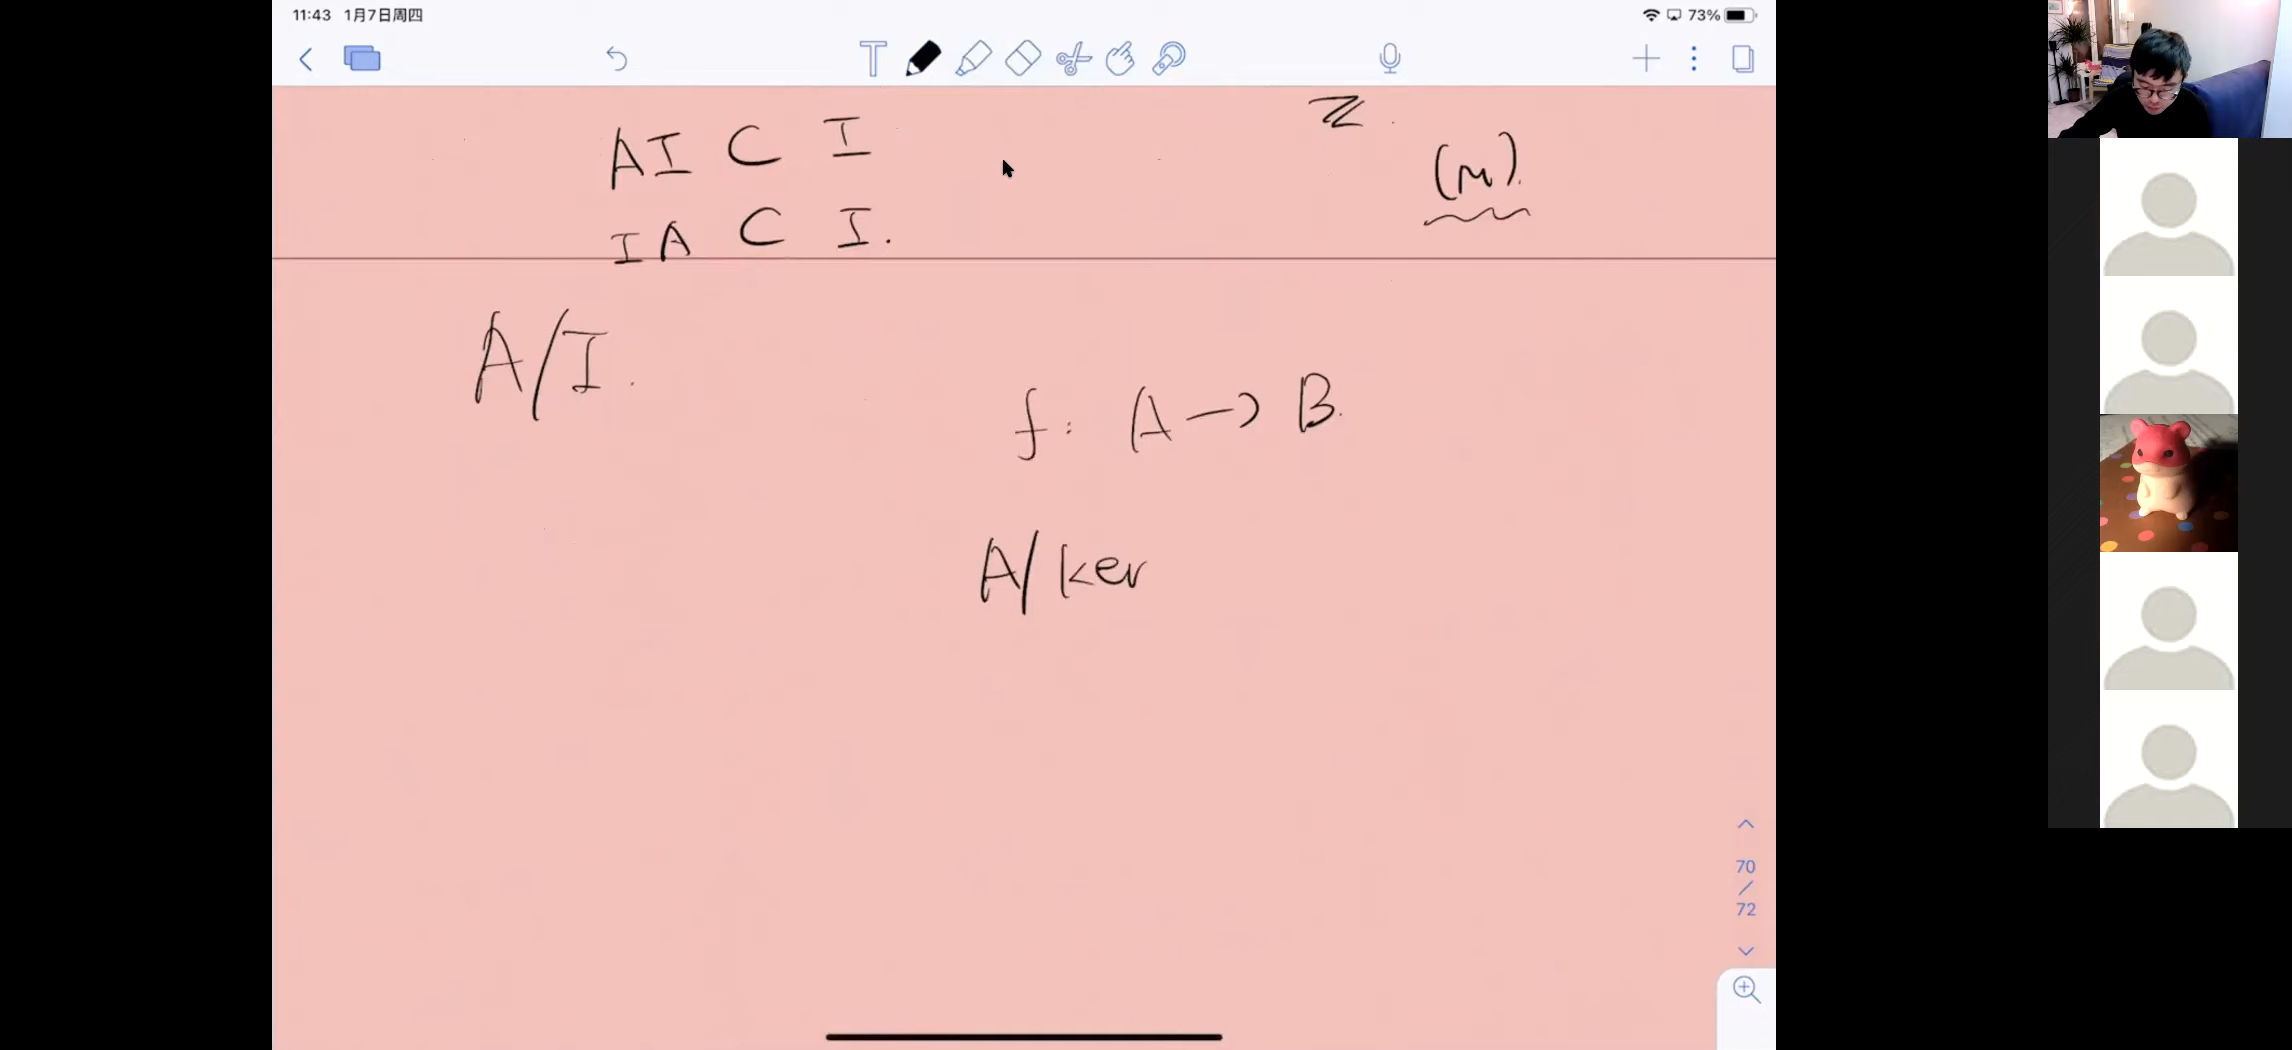 11:43 1月7日周四
73%
T
ℤ.
AI ⊂ I
(n).
IA ⊂ I.
A/I.
f: A → B.
A/ker
70
/
72